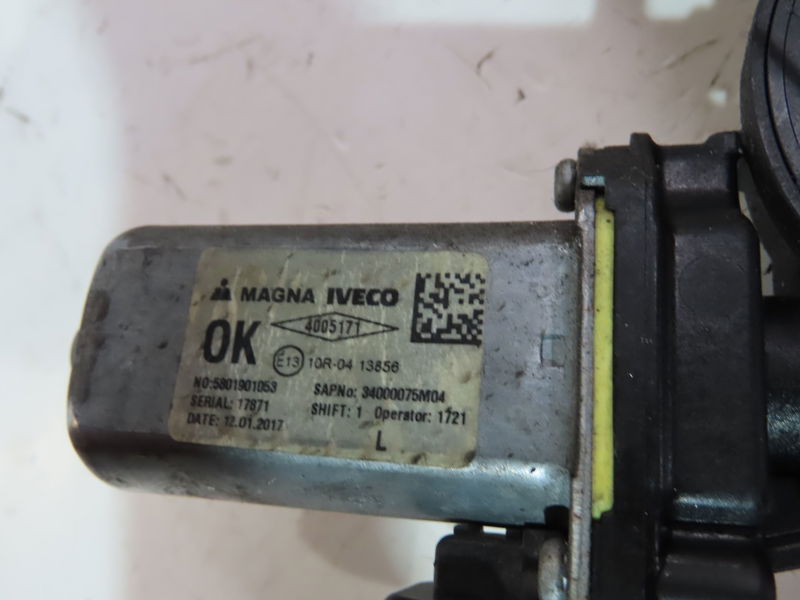 MAGNA IVECO
4005171
OK
E13 10R-04 13856
NO:5801901053 SAPNo: 34000075M04
SERIAL: 17871 SHIFT: 1 Operator: 1721
DATE: 12.01.2017
L